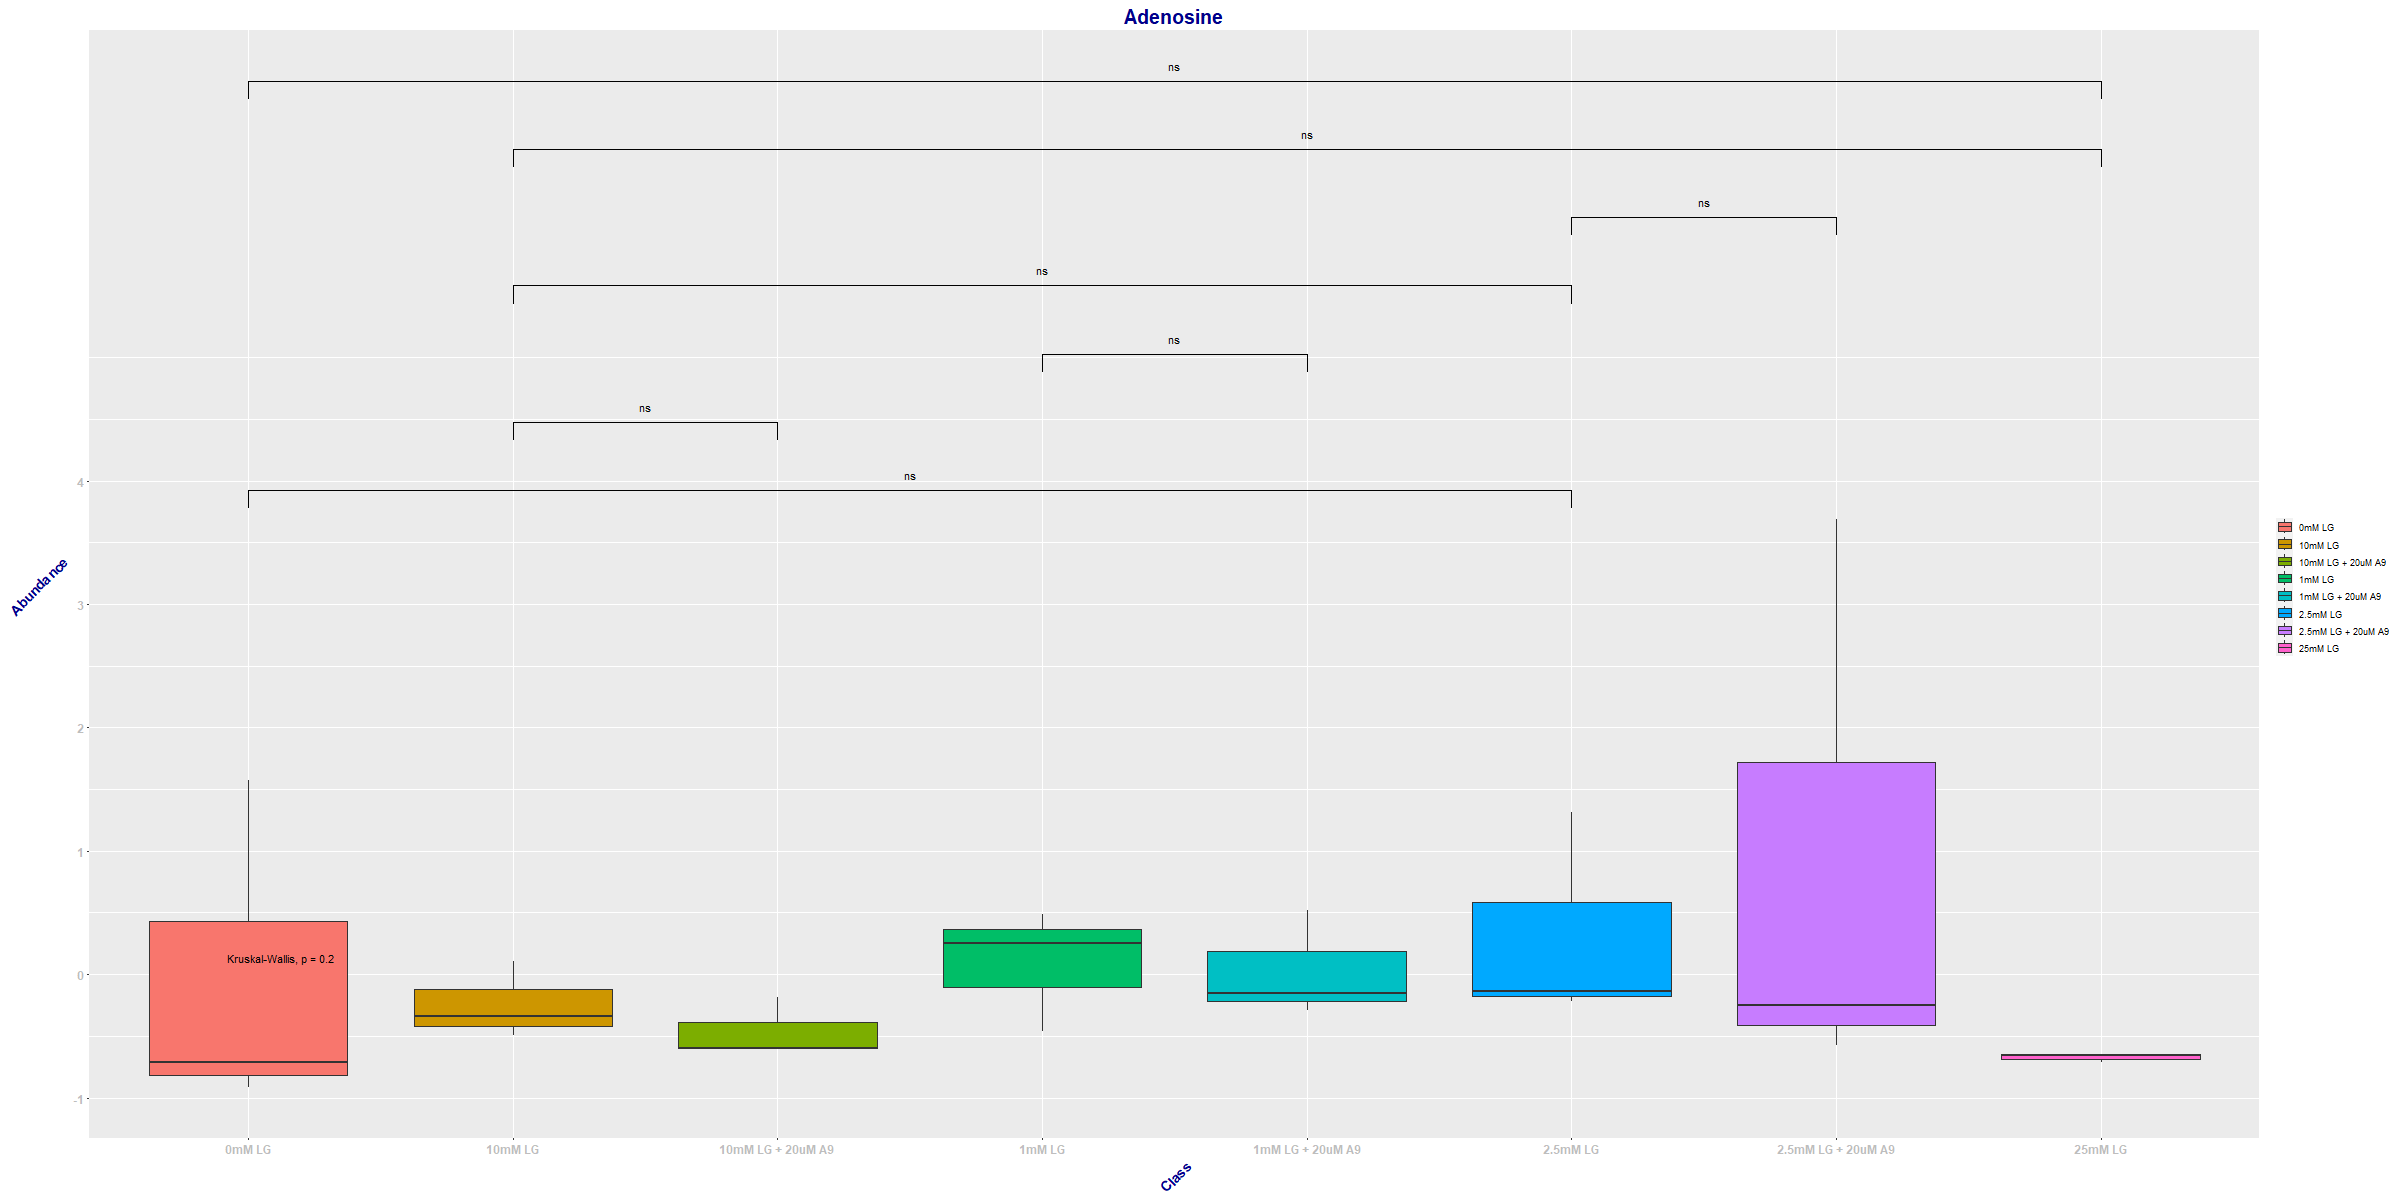 Adenosine
ns
ns
ns
ns
ns
ns
ns
4
3
2
1
0
-1
Abundance
Kruskal-Wallis, p = 0.2
0mM LG
10mM LG
10mM LG + 20uM A9
1mM LG
1mM LG + 20uM A9
2.5mM LG
2.5mM LG + 20uM A9
25mM LG
Class
0mM LG
10mM LG
10mM LG + 20uM A9
1mM LG
1mM LG + 20uM A9
2.5mM LG
2.5mM LG + 20uM A9
25mM LG